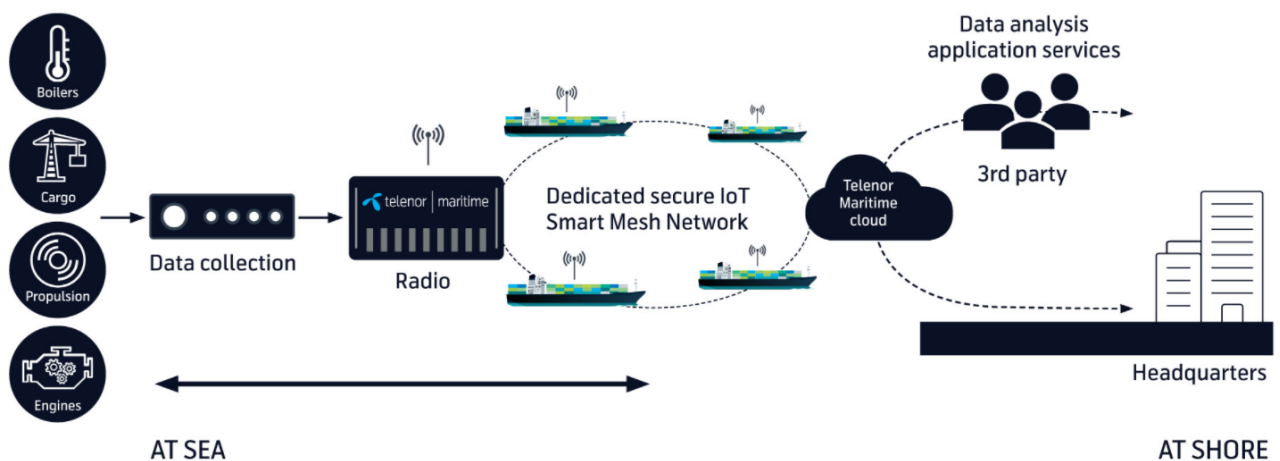 Boilers
Cargo
Propulsion
Engines
Data collection
telenor | maritime
Radio
Dedicated secure IoT
Smart Mesh Network
Telenor
Maritime
cloud
Data analysis
application services
3rd party
Headquarters
AT SEA
AT SHORE